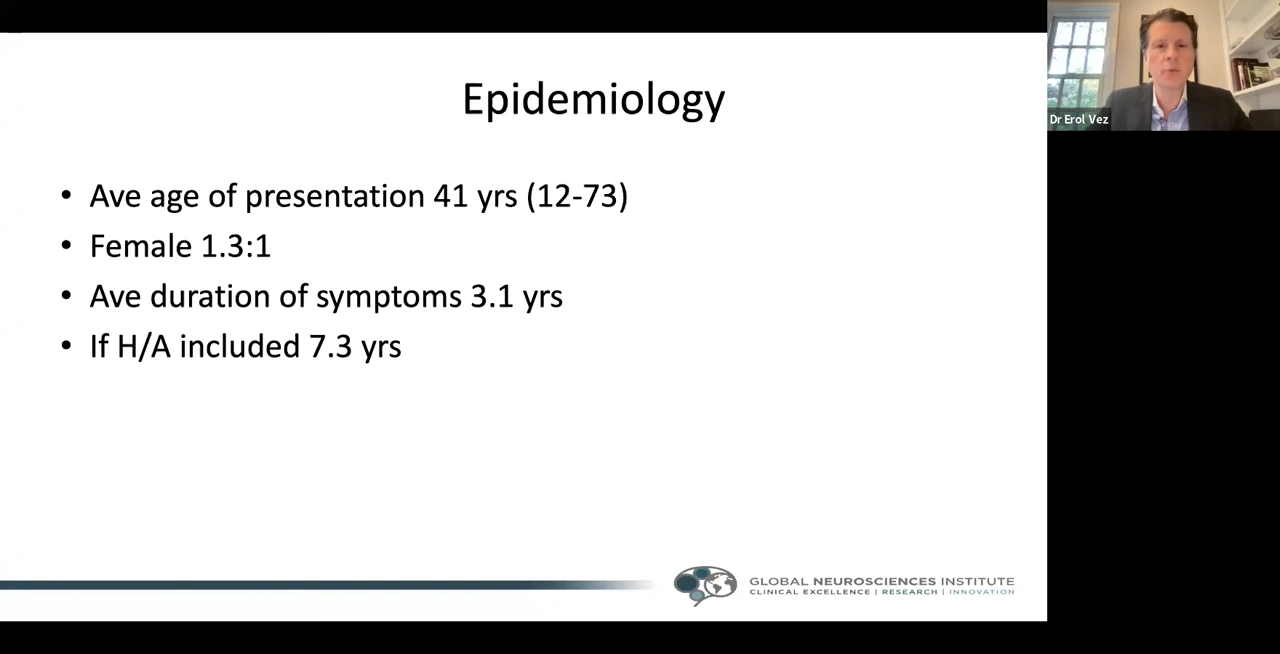 Epidemiology
• Ave age of presentation 41 yrs (12-73)
• Female 1.3:1
• Ave duration of symptoms 3.1 yrs
• If H/A included 7.3 yrs
GLOBAL NEUROSCIENCES INSTITUTE
CLINICAL EXCELLENCE | RESEARCH | INNOVATION
Dr Erol Vez